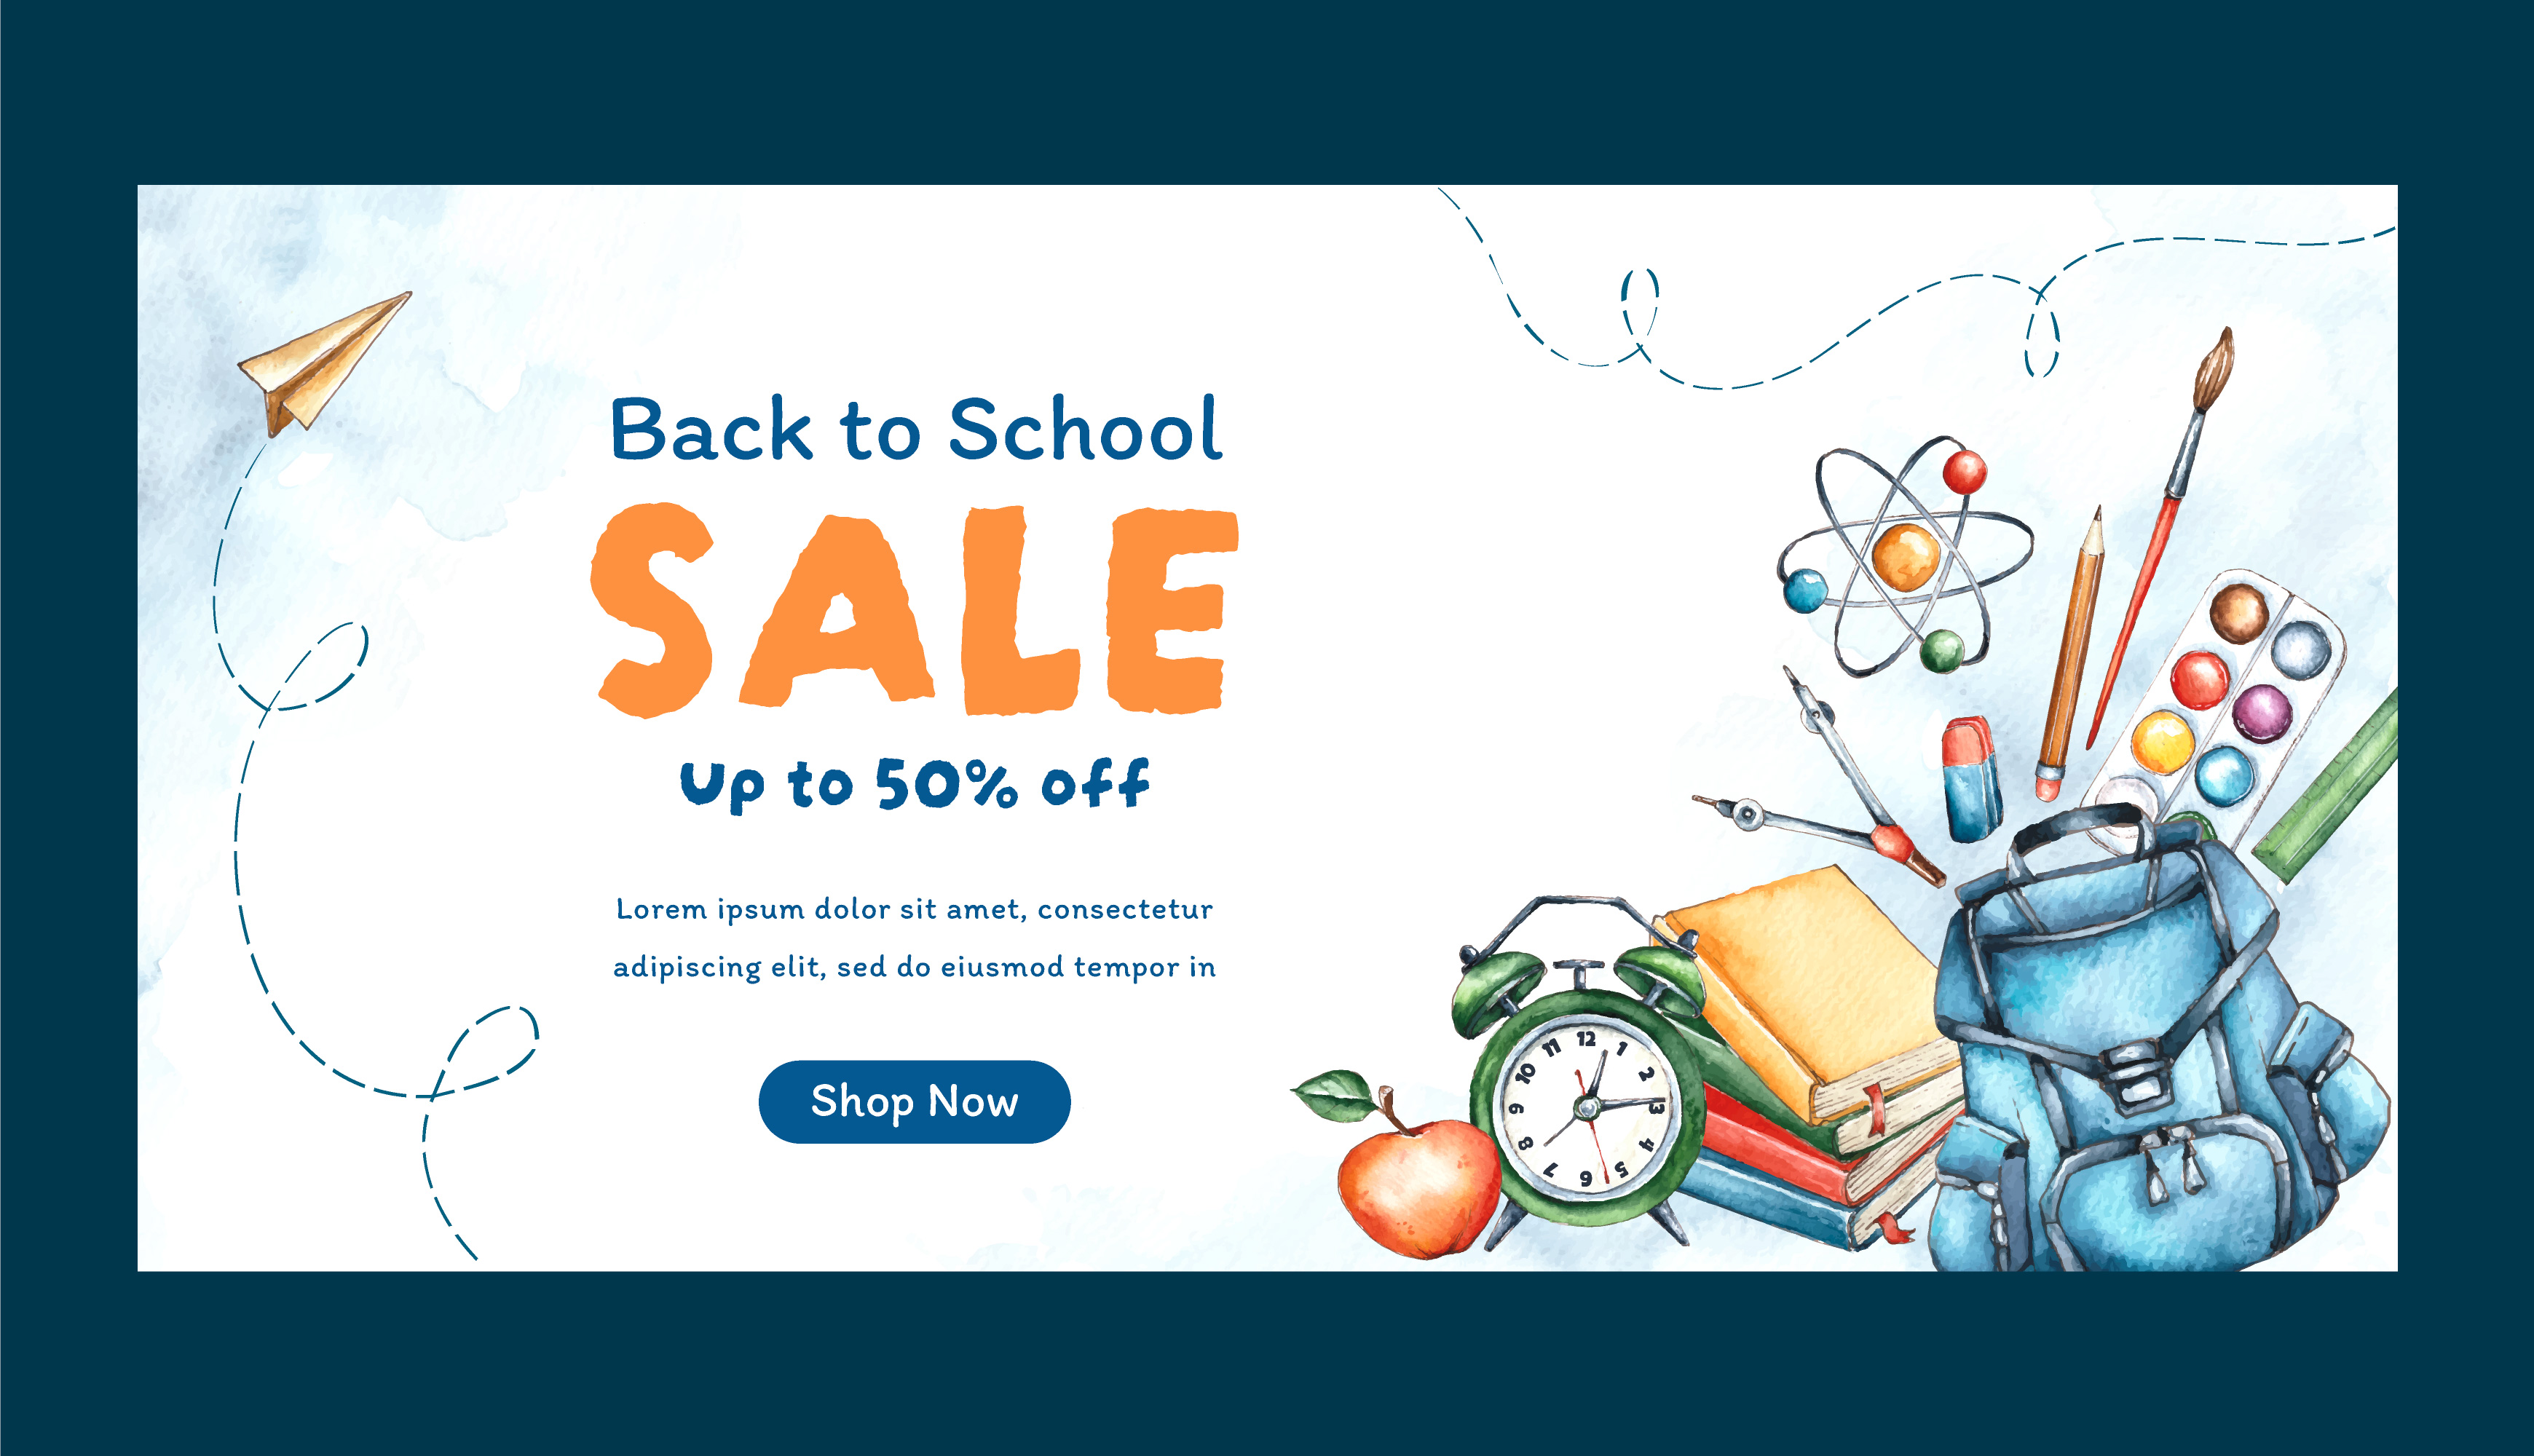 Back to School
SALE
Up to 50% off
Lorem ipsum dolor sit amet, consectetur
adipiscing elit, sed do eiusmod tempor in
Shop Now
12
11
1
10
2
9
3
8
4
7
5
6